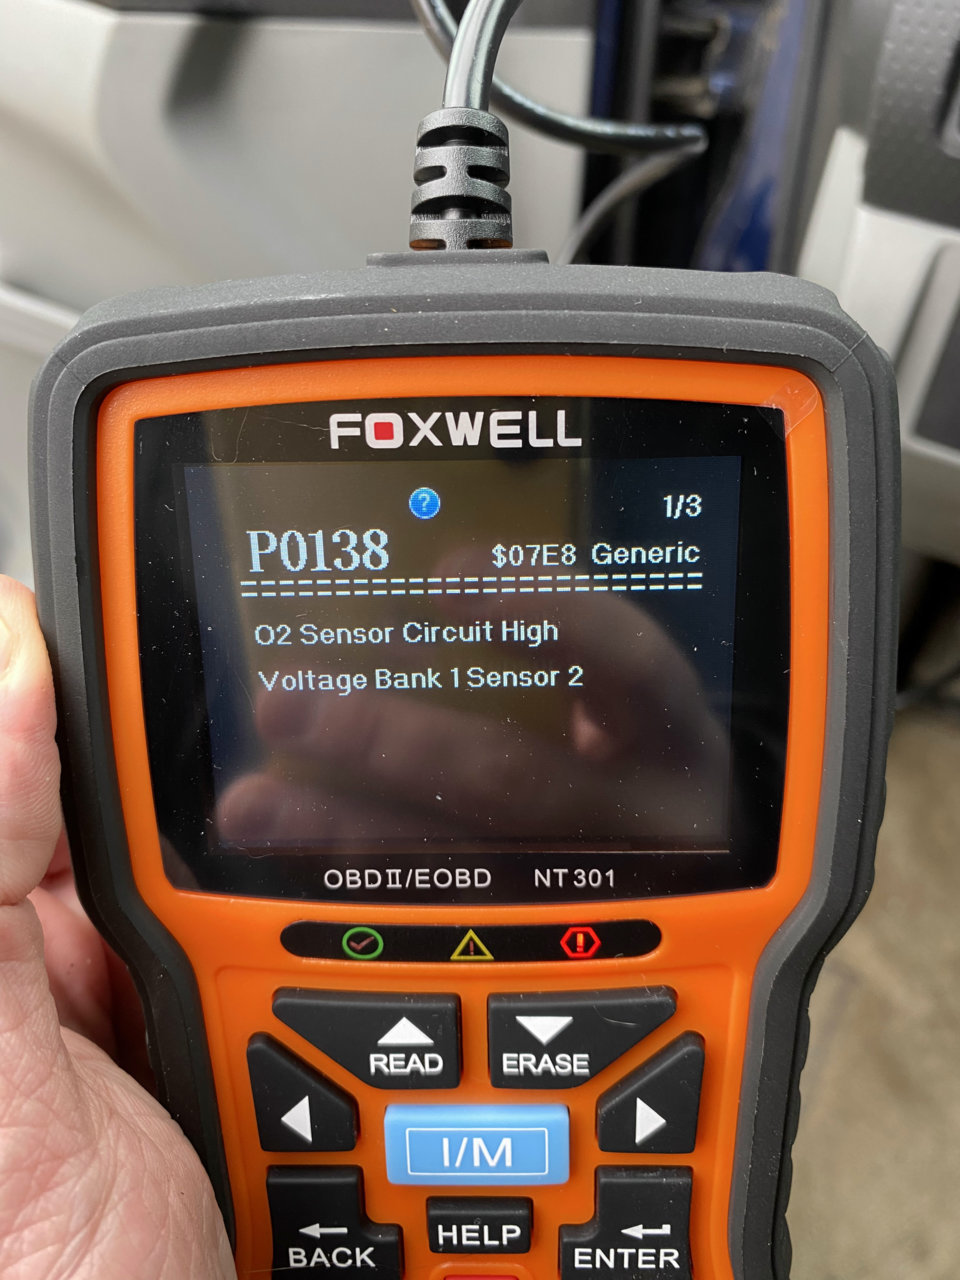 FOXWELL
?
1/3
P0138 $07E8 Generic
O2 Sensor Circuit High
Voltage Bank 1 Sensor 2
OBDII/EOBD NT301
READ ERASE
I/M
HELP
BACK ENTER